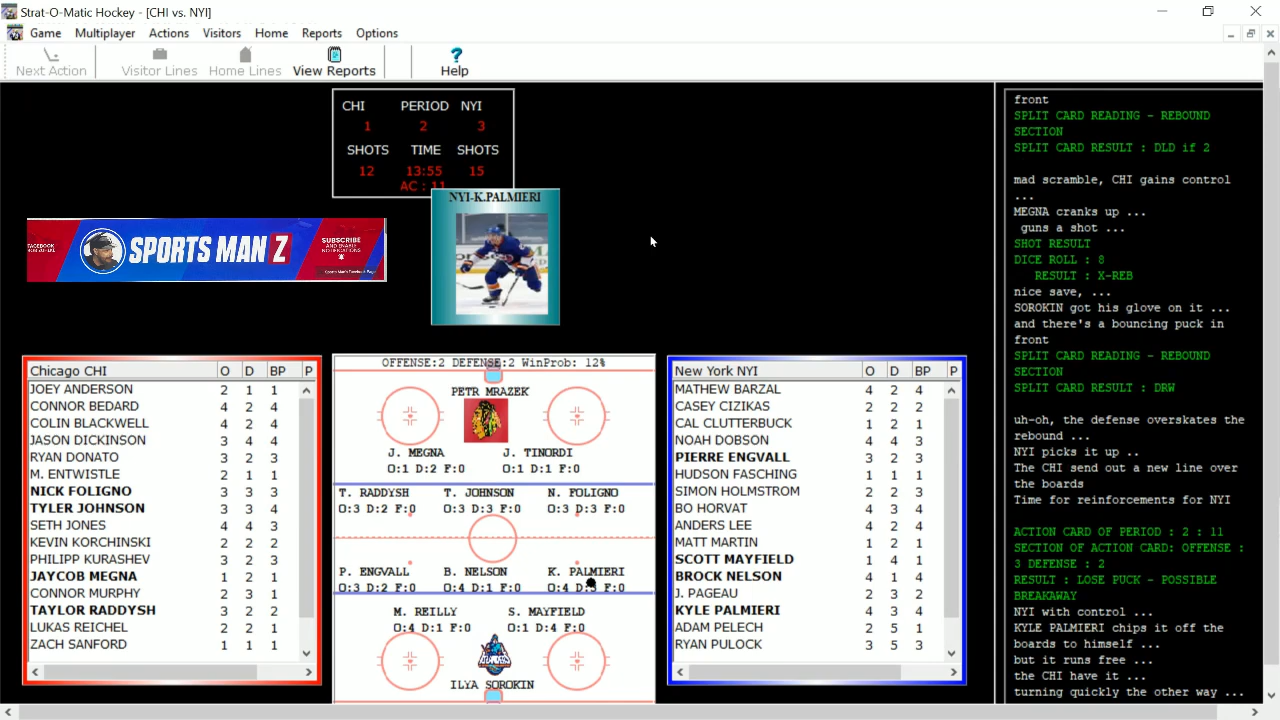 Strat-O-Matic Hockey - [CHI vs. NYI]
Game Multiplayer Actions Visitors Home Reports Options
Next Action Visitor Lines Home Lines View Reports Help
CHI PERIOD NYI
1 2 3
SHOTS TIME SHOTS
12 13:55 15
AC : 11
NYI-K.PALMIERI
SPORTS MAN Z
SUBSCRIBE
AND ENABLE
NOTIFICATIONS
Sports Man's Facebook Page
FACEBOOK
Chicago CHI O D BP P
JOEY ANDERSON 2 1 1
CONNOR BEDARD 4 2 4
COLIN BLACKWELL 2 2 4
JASON DICKINSON 3 4 4
RYAN DONATO 3 2 3
M. ENTWISTLE 2 1 1
NICK FOLIGNO 3 3 3
TYLER JOHNSON 3 3 4
SETH JONES 4 4 3
KEVIN KORCHINSKI 2 2 2
PHILIPP KURASHEV 3 2 3
JAYCOB MEGNA 1 2 1
CONNOR MURPHY 2 3 1
TAYLOR RADDYSH 3 2 2
LUKAS REICHEL 2 2 1
ZACH SANFORD 1 1 1
OFFENSE:2 DEFENSE:2 WinProb: 12%
PETR MRAZEK
J. MEGNA J. TINORDI
O:1 D:2 F:0 O:1 D:1 F:0
T. RADDYSH T. JOHNSON N. FOLIGNO
O:3 D:2 F:0 O:3 D:3 F:0 O:3 D:3 F:0
P. ENGVALL B. NELSON K. PALMIERI
O:3 D:2 F:0 O:4 D:1 F:0 O:4 D:3 F:0
M. REILLY S. MAYFIELD
O:4 D:1 F:0 O:1 D:4 F:0
ILYA SOROKIN
New York NYI O D BP P
MATHEW BARZAL 4 2 4
CASEY CIZIKAS 2 2 2
CAL CLUTTERBUCK 1 2 1
NOAH DOBSON 4 4 3
PIERRE ENGVALL 3 2 3
HUDSON FASCHING 1 1 1
SIMON HOLMSTROM 2 2 3
BO HORVAT 4 3 4
ANDERS LEE 4 2 4
MATT MARTIN 1 2 1
SCOTT MAYFIELD 1 4 1
BROCK NELSON 4 1 4
J. PAGEAU 2 3 2
KYLE PALMIERI 4 3 4
ADAM PELECH 2 5 1
RYAN PULOCK 3 5 3
front
SPLIT CARD READING - REBOUND
SECTION
SPLIT CARD RESULT : DLD if 2
mad scramble, CHI gains control
...
MEGNA cranks up ...
guns a shot ...
SHOT RESULT
DICE ROLL : 8
RESULT : X-REB
nice save, ...
SOROKIN got his glove on it ...
and there's a bouncing puck in
front
SPLIT CARD READING - REBOUND
SECTION
SPLIT CARD RESULT : DRW
uh-oh, the defense overskates the
rebound ...
NYI picks it up ..
The CHI send out a new line over
the boards
Time for reinforcements for NYI
ACTION CARD OF PERIOD : 2 : 11
SECTION OF ACTION CARD: OFFENSE :
3 DEFENSE : 2
RESULT : LOSE PUCK - POSSIBLE
BREAKAWAY
NYI with control ...
KYLE PALMIERI chips it off the
boards to himself ...
but it runs free ...
the CHI have it ...
turning quickly the other way ...